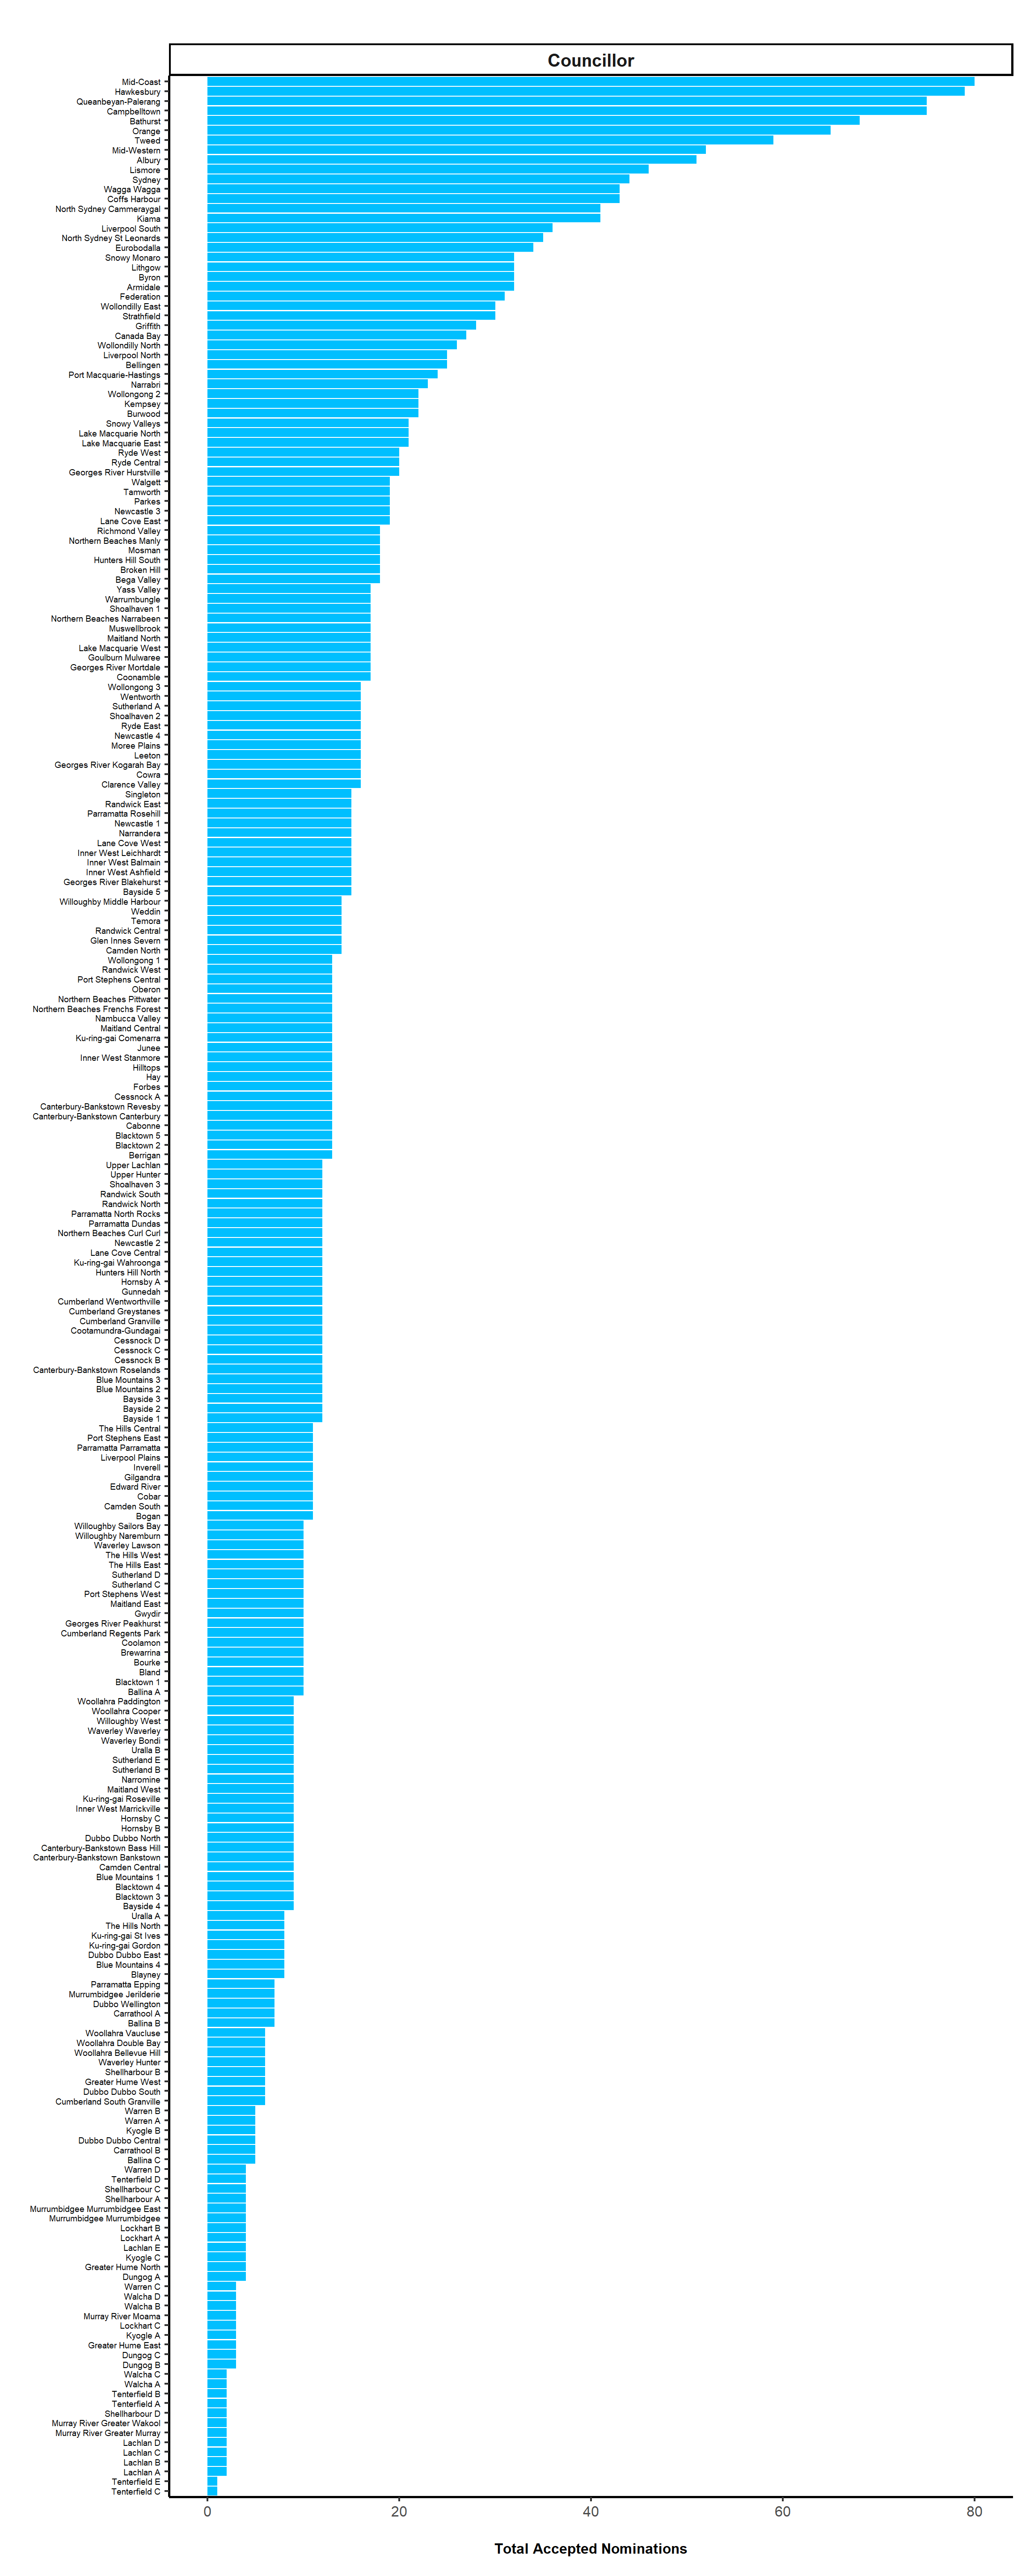 Councillor
Mid-Coast
Hawkesbury
Queanbeyan-Palerang
Campbelltown
Bathurst
Orange
Tweed
Mid-Western
Albury
Lismore
Sydney
Wagga Wagga
Coffs Harbour
North Sydney Cammeraygal
Kiama
Liverpool South
North Sydney St Leonards
Eurobodalla
Snowy Monaro
Lithgow
Byron
Armidale
Federation
Wollondilly East
Strathfield
Griffith
Canada Bay
Wollondilly North
Liverpool North
Bellingen
Port Macquarie-Hastings
Narrabri
Wollongong 2
Kempsey
Burwood
Snowy Valleys
Lake Macquarie North
Lake Macquarie East
Ryde West
Ryde Central
Georges River Hurstville
Walgett
Tamworth
Parkes
Newcastle 3
Lane Cove East
Richmond Valley
Northern Beaches Manly
Mosman
Hunters Hill South
Broken Hill
Bega Valley
Yass Valley
Warrumbungle
Shoalhaven 1
Northern Beaches Narrabeen
Muswellbrook
Maitland North
Lake Macquarie West
Goulburn Mulwaree
Georges River Mortdale
Coonamble
Wollongong 3
Wentworth
Sutherland A
Shoalhaven 2
Ryde East
Newcastle 4
Moree Plains
Leeton
Georges River Kogarah Bay
Cowra
Clarence Valley
Singleton
Randwick East
Parramatta Rosehill
Newcastle 1
Narrandera
Lane Cove West
Inner West Leichhardt
Inner West Balmain
Inner West Ashfield
Georges River Blakehurst
Bayside 5
Willoughby Middle Harbour
Weddin
Temora
Randwick Central
Glen Innes Severn
Camden North
Wollongong 1
Randwick West
Port Stephens Central
Oberon
Northern Beaches Pittwater
Northern Beaches Frenchs Forest
Nambucca Valley
Maitland Central
Ku-ring-gai Comenarra
Junee
Inner West Stanmore
Hilltops
Hay
Forbes
Cessnock A
Canterbury-Bankstown Revesby
Canterbury-Bankstown Canterbury
Cabonne
Blacktown 5
Blacktown 2
Berrigan
Upper Lachlan
Upper Hunter
Shoalhaven 3
Randwick South
Randwick North
Parramatta North Rocks
Parramatta Dundas
Northern Beaches Curl Curl
Newcastle 2
Lane Cove Central
Ku-ring-gai Wahroonga
Hunters Hill North
Hornsby A
Gunnedah
Cumberland Wentworthville
Cumberland Greystanes
Cumberland Granville
Cootamundra-Gundagai
Cessnock D
Cessnock C
Cessnock B
Canterbury-Bankstown Roselands
Blue Mountains 3
Blue Mountains 2
Bayside 3
Bayside 2
Bayside 1
The Hills Central
Port Stephens East
Parramatta Parramatta
Liverpool Plains
Inverell
Gilgandra
Edward River
Cobar
Camden South
Bogan
Willoughby Sailors Bay
Willoughby Naremburn
Waverley Lawson
The Hills West
The Hills East
Sutherland D
Sutherland C
Port Stephens West
Maitland East
Gwydir
Georges River Peakhurst
Cumberland Regents Park
Coolamon
Brewarrina
Bourke
Bland
Blacktown 1
Ballina A
Woollahra Paddington
Woollahra Cooper
Willoughby West
Waverley Waverley
Waverley Bondi
Uralla B
Sutherland E
Sutherland B
Narromine
Maitland West
Ku-ring-gai Roseville
Inner West Marrickville
Hornsby C
Hornsby B
Dubbo Dubbo North
Canterbury-Bankstown Bass Hill
Canterbury-Bankstown Bankstown
Camden Central
Blue Mountains 1
Blacktown 4
Blacktown 3
Bayside 4
Uralla A
The Hills North
Ku-ring-gai St Ives
Ku-ring-gai Gordon
Dubbo Dubbo East
Blue Mountains 4
Blayney
Parramatta Epping
Murrumbidgee Jerilderie
Dubbo Wellington
Carrathool A
Ballina B
Woollahra Vaucluse
Woollahra Double Bay
Woollahra Bellevue Hill
Waverley Hunter
Shellharbour B
Greater Hume West
Dubbo Dubbo South
Cumberland South Granville
Warren B
Warren A
Kyogle B
Dubbo Dubbo Central
Carrathool B
Ballina C
Warren D
Tenterfield D
Shellharbour C
Shellharbour A
Murrumbidgee Murrumbidgee East
Murrumbidgee Murrumbidgee
Lockhart B
Lockhart A
Lachlan E
Kyogle C
Greater Hume North
Dungog A
Warren C
Walcha D
Walcha B
Murray River Moama
Lockhart C
Kyogle A
Greater Hume East
Dungog C
Dungog B
Walcha C
Walcha A
Tenterfield B
Tenterfield A
Shellharbour D
Murray River Greater Wakool
Murray River Greater Murray
Lachlan D
Lachlan C
Lachlan B
Lachlan A
Tenterfield E
Tenterfield C
0 20 40 60 80
Total Accepted Nominations